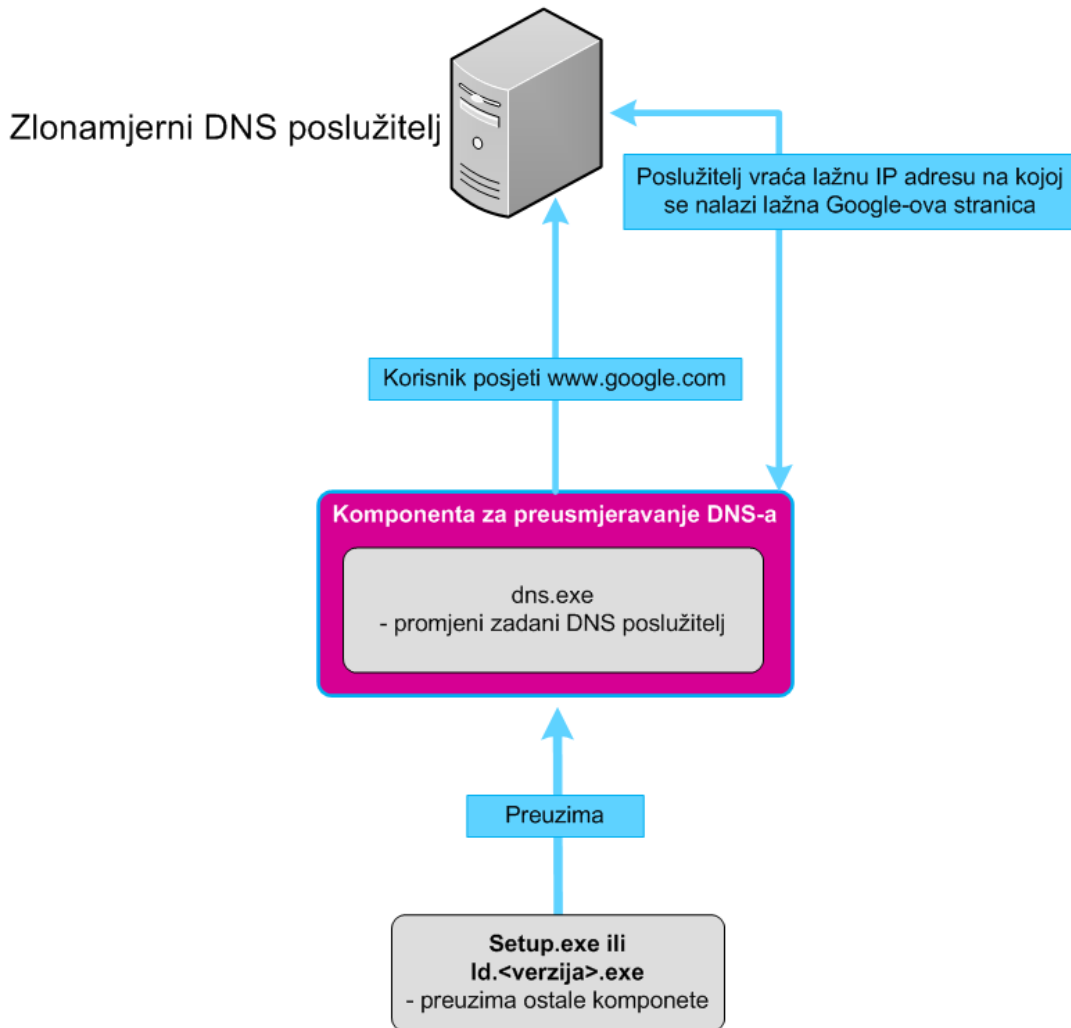 Zlonamjerni DNS poslužitelj
Poslužitelj vraća lažnu IP adresu na kojoj
se nalazi lažna Google-ova stranica
Korisnik posjeti www.google.com
Komponenta za preusmjeravanje DNS-a
dns.exe
- promjeni zadani DNS poslužitelj
Preuzima
Setup.exe ili
ld.<verzija>.exe
- preuzima ostale komponete